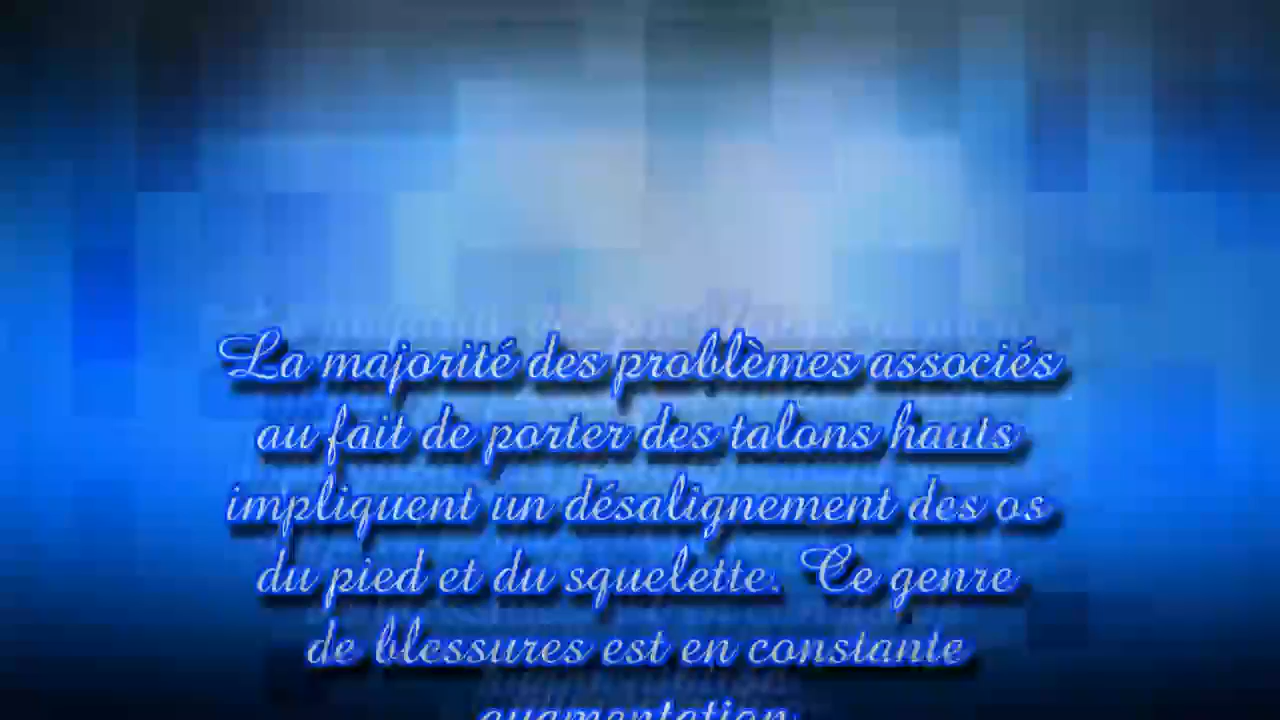 La majorité des problèmes associés
au fait de porter des talons hauts
impliquent un désalignement des os
du pied et du squelette. Ce genre
de blessures est en constante
augmentation